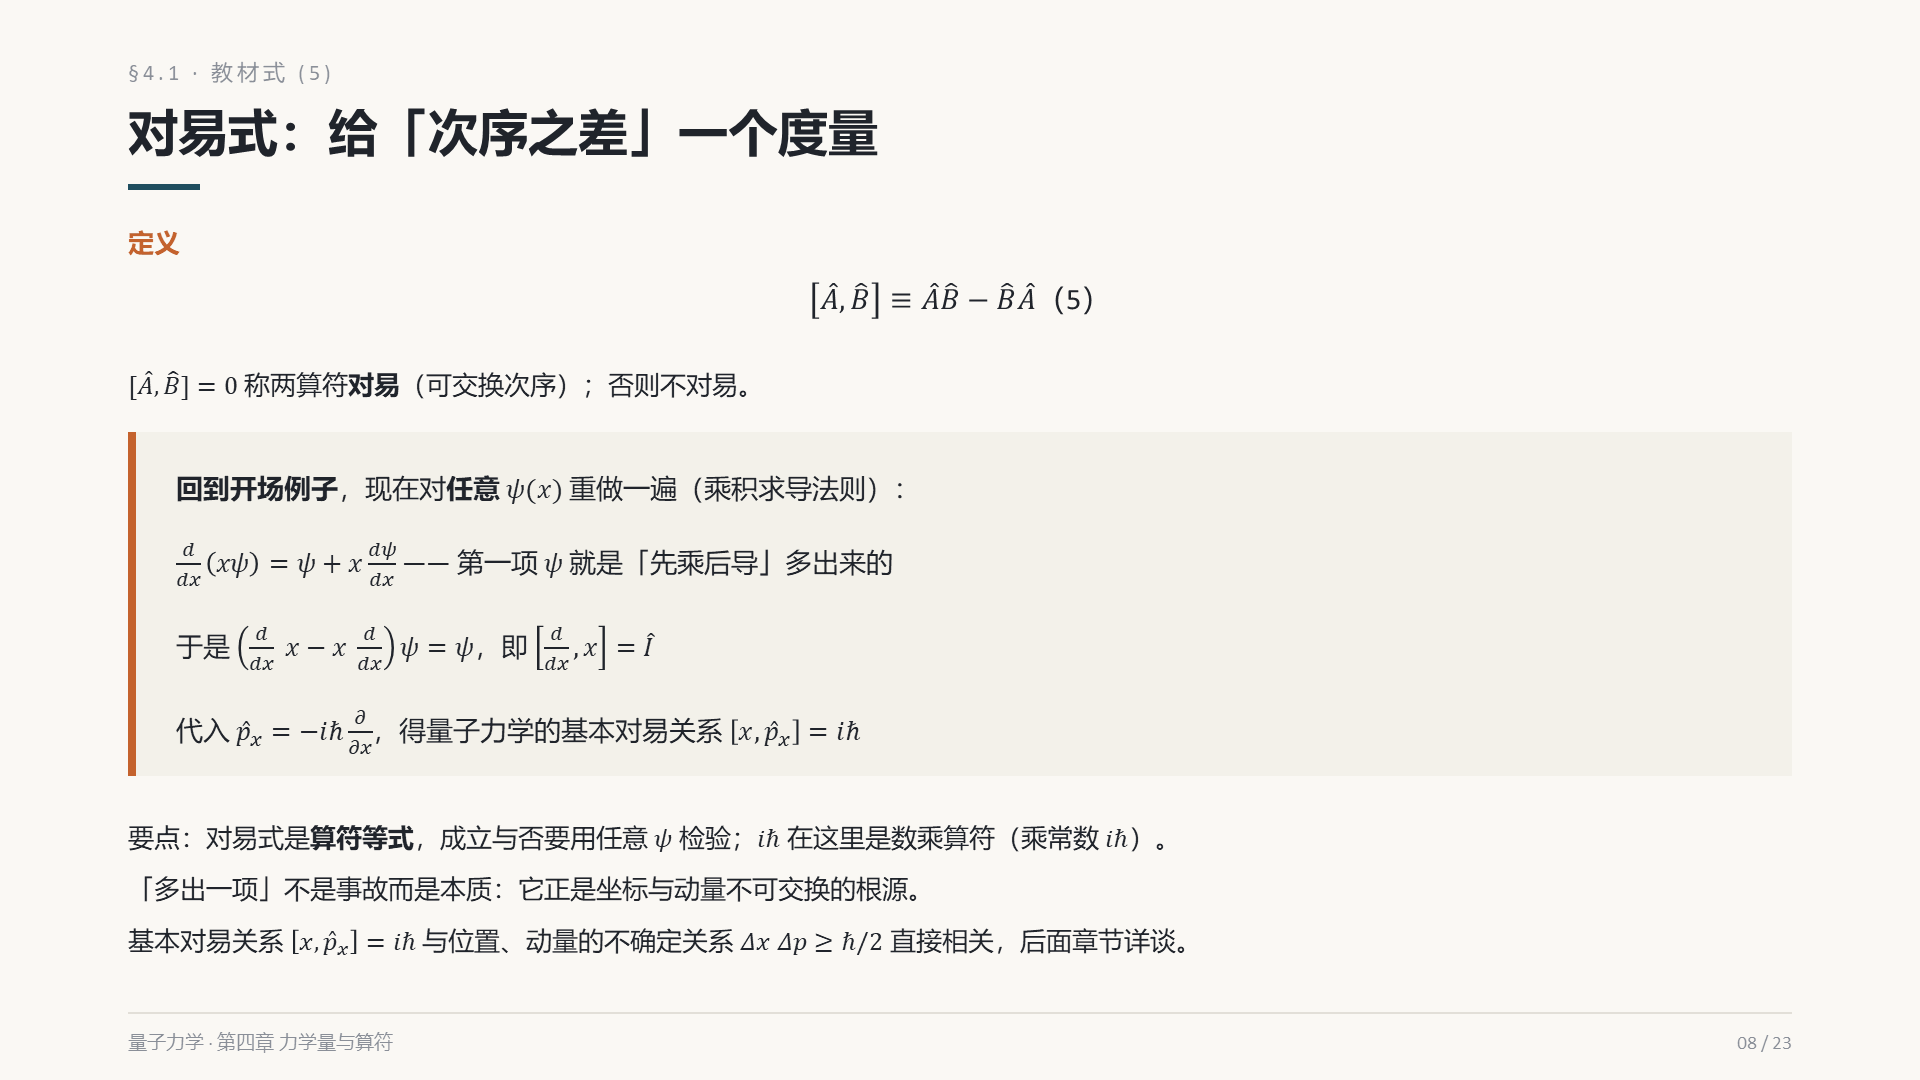 §4.1 · 教材式 (5)
对易式：给「次序之差」一个度量
定义
[Â, B̂] ≡ ÂB̂ − B̂Â（5）
[Â, B̂] = 0 称两算符对易（可交换次序）；否则不对易。
回到开场例子，现在对任意 ψ(x) 重做一遍（乘积求导法则）：
d/dx (xψ) = ψ + x dψ/dx —— 第一项 ψ 就是「先乘后导」多出来的
于是 (d/dx x − x d/dx) ψ = ψ，即 [d/dx, x] = Î
代入 p̂ₓ = −iℏ ∂/∂x，得量子力学的基本对易关系 [x, p̂ₓ] = iℏ
要点：对易式是算符等式，成立与否要用任意 ψ 检验；iℏ 在这里是数乘算符（乘常数 iℏ）。
「多出一项」不是事故而是本质：它正是坐标与动量不可交换的根源。
基本对易关系 [x, p̂ₓ] = iℏ 与位置、动量的不确定关系 Δx Δp ≥ ℏ/2 直接相关，后面章节详谈。
量子力学 · 第四章 力学量与算符
08 / 23